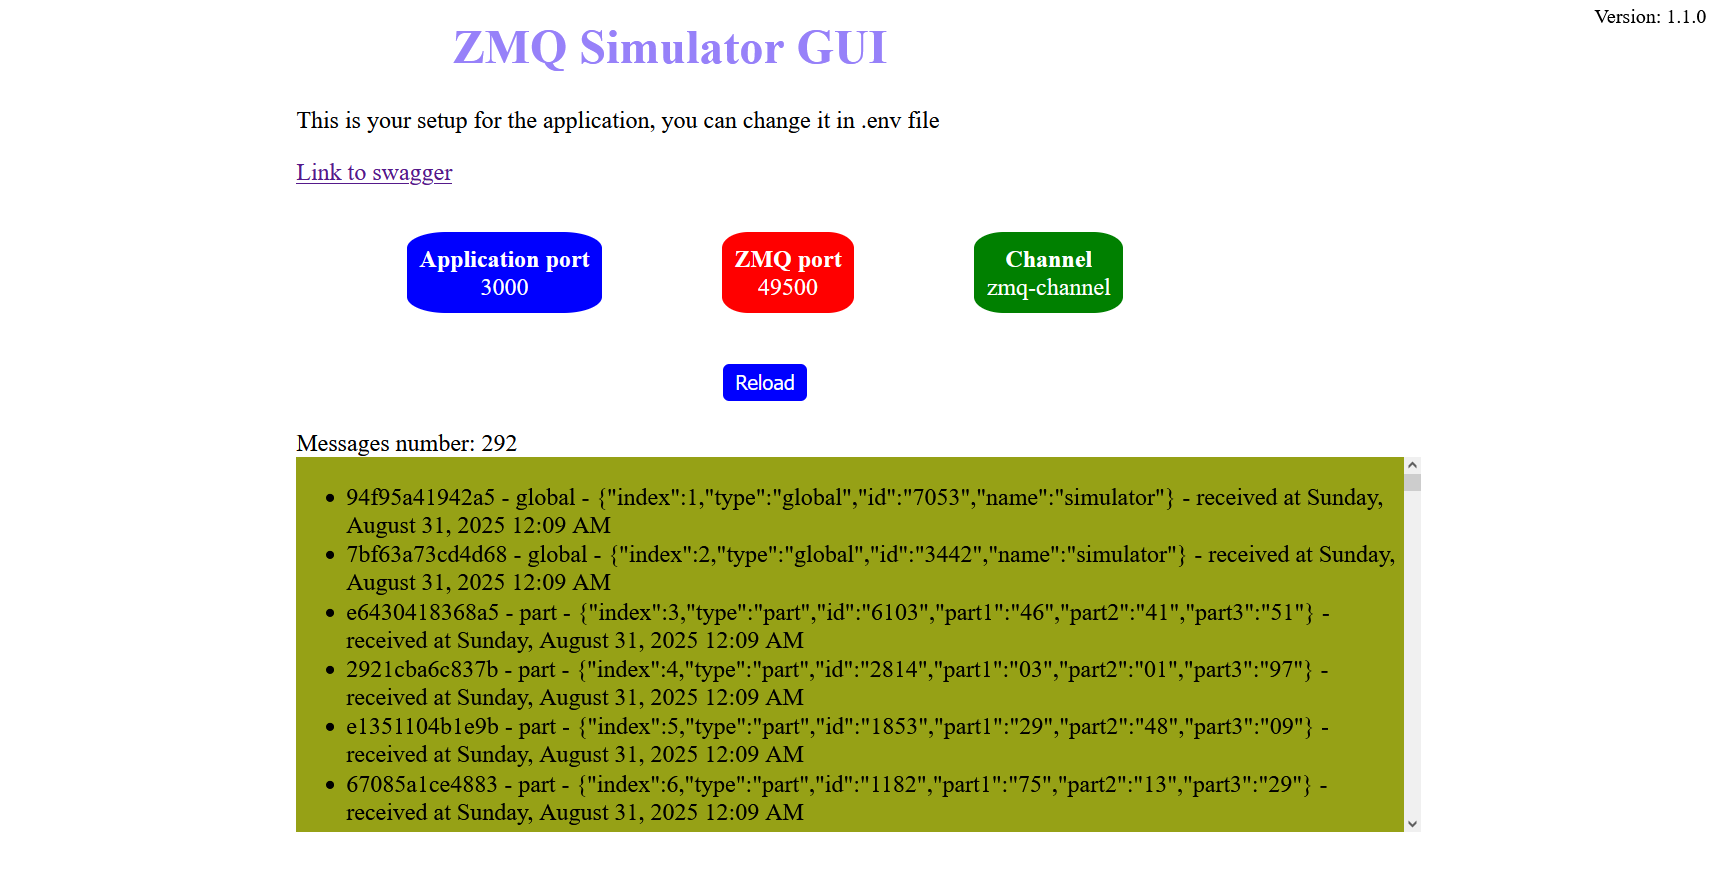 Version: 1.1.0
ZMQ Simulator GUI
This is your setup for the application, you can change it in .env file
Link to swagger
Application port
3000
ZMQ port
49500
Channel
zmq-channel
Reload
Messages number: 292
94f95a41942a5 - global - {"index":1,"type":"global","id":"7053","name":"simulator"} - received at Sunday,
August 31, 2025 12:09 AM
7bf63a73cd4d68 - global - {"index":2,"type":"global","id":"3442","name":"simulator"} - received at Sunday,
August 31, 2025 12:09 AM
e6430418368a5 - part - {"index":3,"type":"part","id":"6103","part1":"46","part2":"41","part3":"51"} -
received at Sunday, August 31, 2025 12:09 AM
2921cba6c837b - part - {"index":4,"type":"part","id":"2814","part1":"03","part2":"01","part3":"97"} -
received at Sunday, August 31, 2025 12:09 AM
e1351104b1e9b - part - {"index":5,"type":"part","id":"1853","part1":"29","part2":"48","part3":"09"} -
received at Sunday, August 31, 2025 12:09 AM
67085a1ce4883 - part - {"index":6,"type":"part","id":"1182","part1":"75","part2":"13","part3":"29"} -
received at Sunday, August 31, 2025 12:09 AM